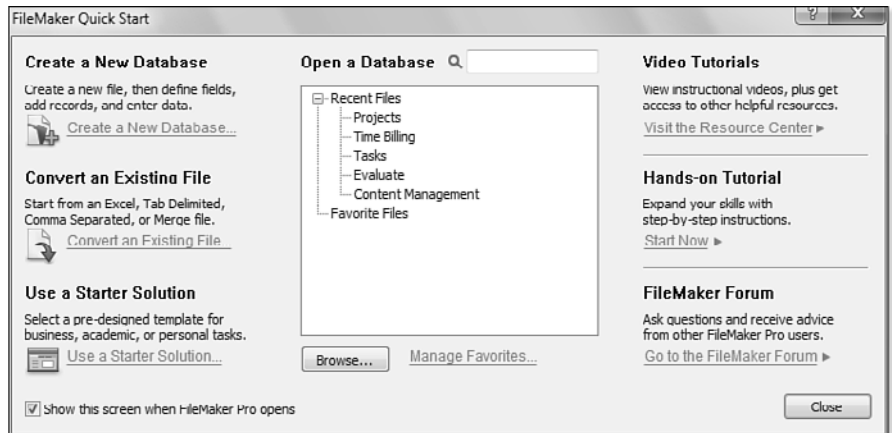 FileMaker Quick Start
Create a New Database
Create a new file, then define fields,
add records, and enter data.
Create a New Database...
Convert an Existing File
Start from an Excel, Tab Delimited,
Comma Separated, or Merge file.
Convert an Existing File...
Use a Starter Solution
Select a pre-designed template for
business, academic, or personal tasks.
Use a Starter Solution...
Show this screen when FileMaker Pro opens
Open a Database
Recent Files
Projects
Time Billing
Tasks
Evaluate
Content Management
Favorite Files
Browse...
Manage Favorites...
Video Tutorials
View instructional videos, plus get
access to other helpful resources.
Visit the Resource Center
Hands-on Tutorial
Expand your skills with
step-by-step instructions.
Start Now
FileMaker Forum
Ask questions and receive advice
from other FileMaker Pro users.
Go to the FileMaker Forum
Close